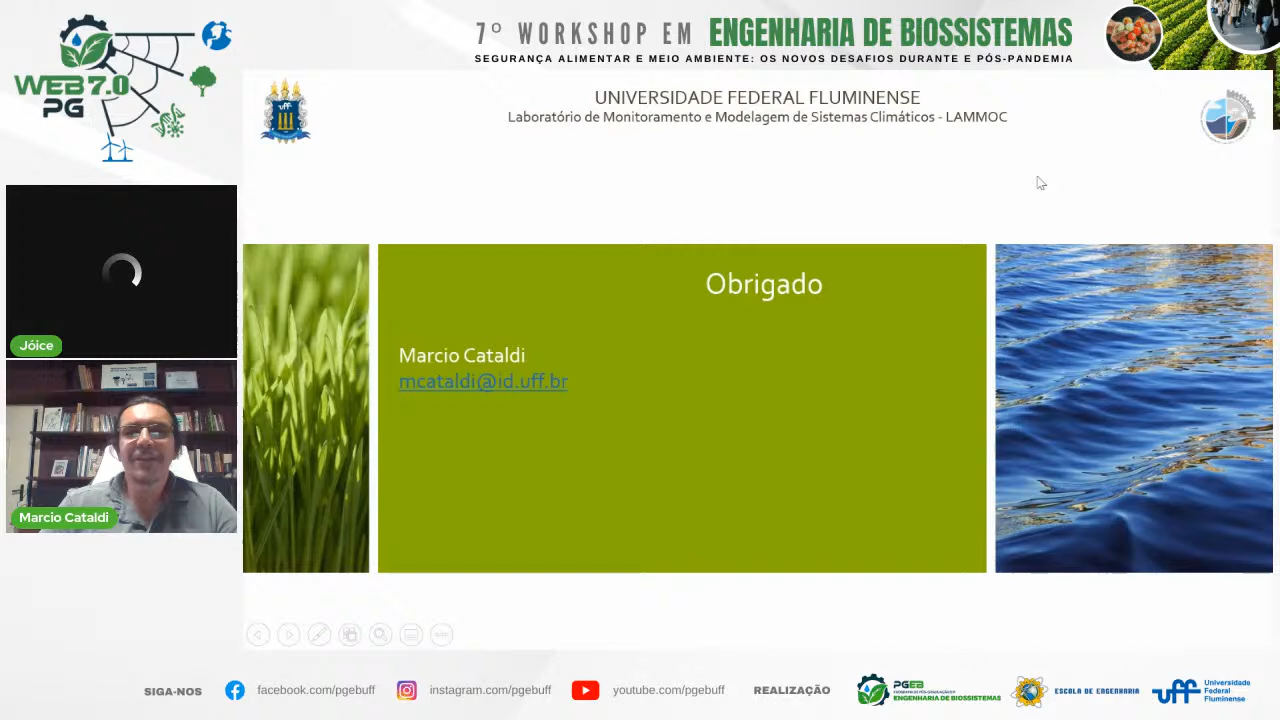 7º WORKSHOP EM ENGENHARIA DE BIOSSISTEMAS
SEGURANÇA ALIMENTAR E MEIO AMBIENTE: OS NOVOS DESAFIOS DURANTE E PÓS-PANDEMIA
WEB 7.0
PG
UNIVERSIDADE FEDERAL FLUMINENSE
Laboratório de Monitoramento e Modelagem de Sistemas Climáticos - LAMMOC
uff
Jóice
Marcio Cataldi
Obrigado
Marcio Cataldi
mcataldi@id.uff.br
SIGA-NOS
facebook.com/pgebuff
instagram.com/pgebuff
youtube.com/pgebuff
REALIZAÇÃO
PGEB
ENGENHARIA DE BIOSSISTEMAS
ESCOLA DE ENGENHARIA
uff
Universidade
Federal
Fluminense